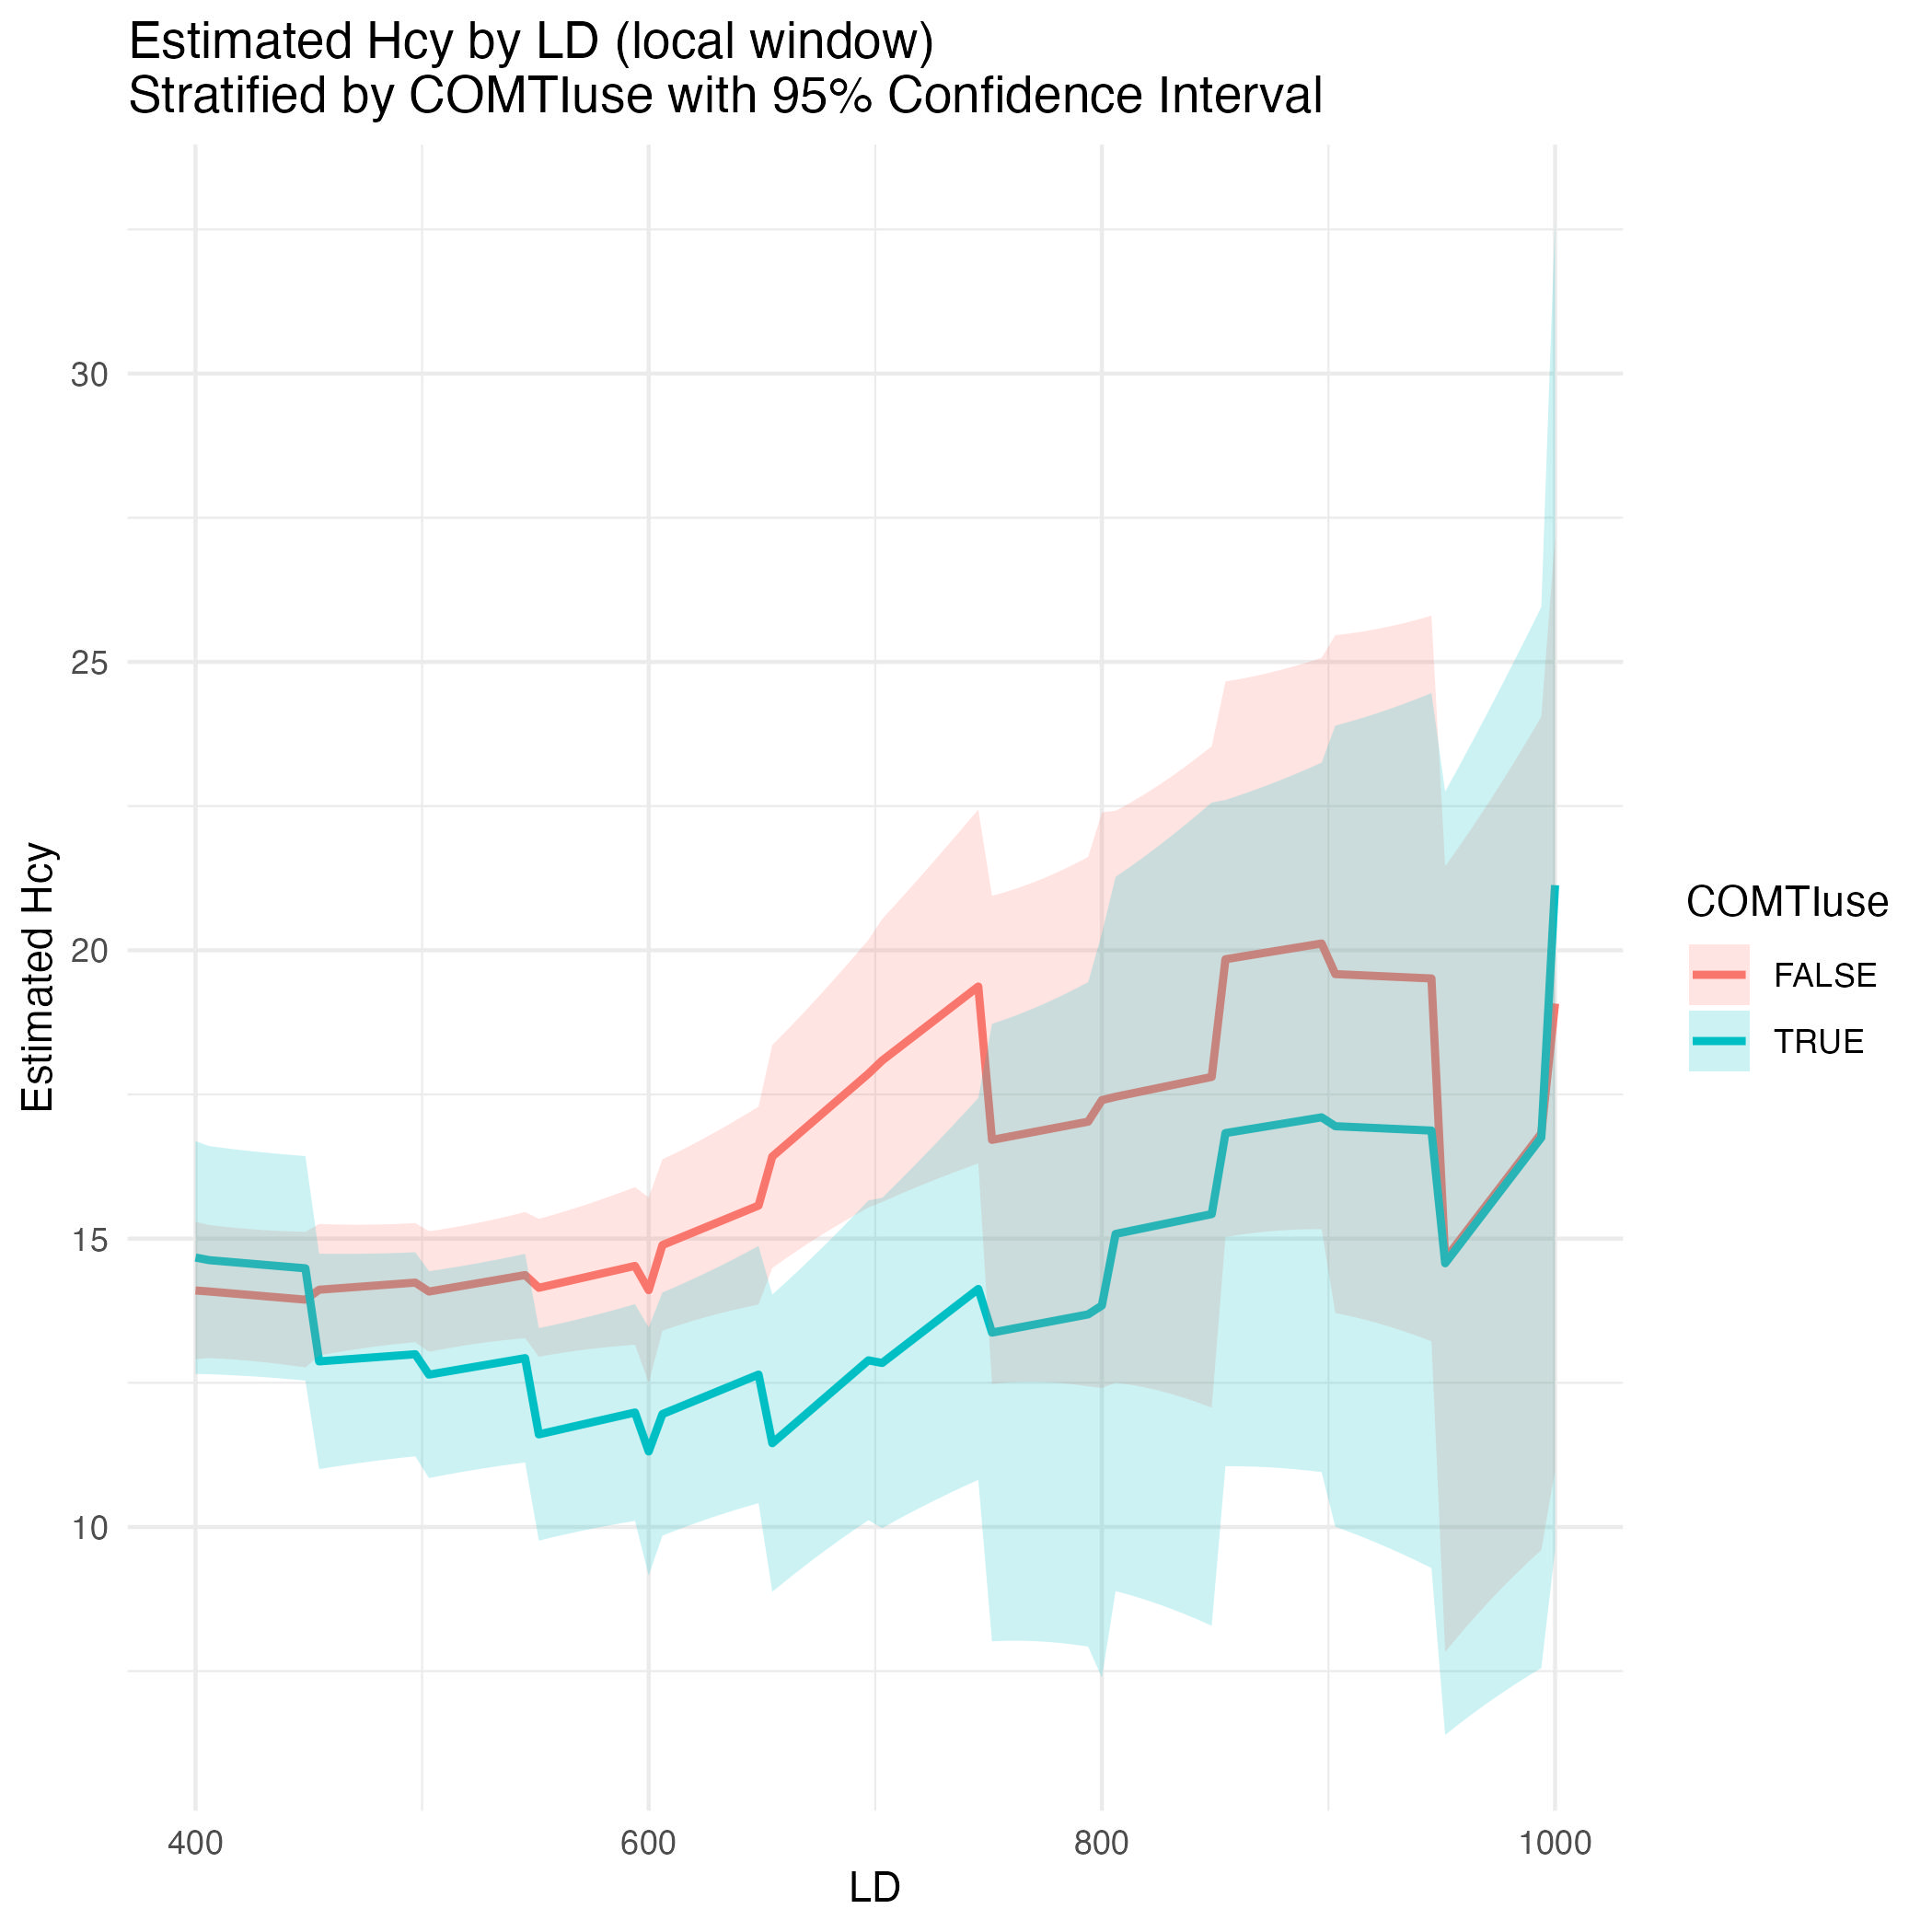 Estimated Hcy by LD (local window)
Stratified by COMTIuse with 95% Confidence Interval
30
25
20
15
10
Estimated Hcy
400 600 800 1000
LD
COMTIuse
FALSE
TRUE